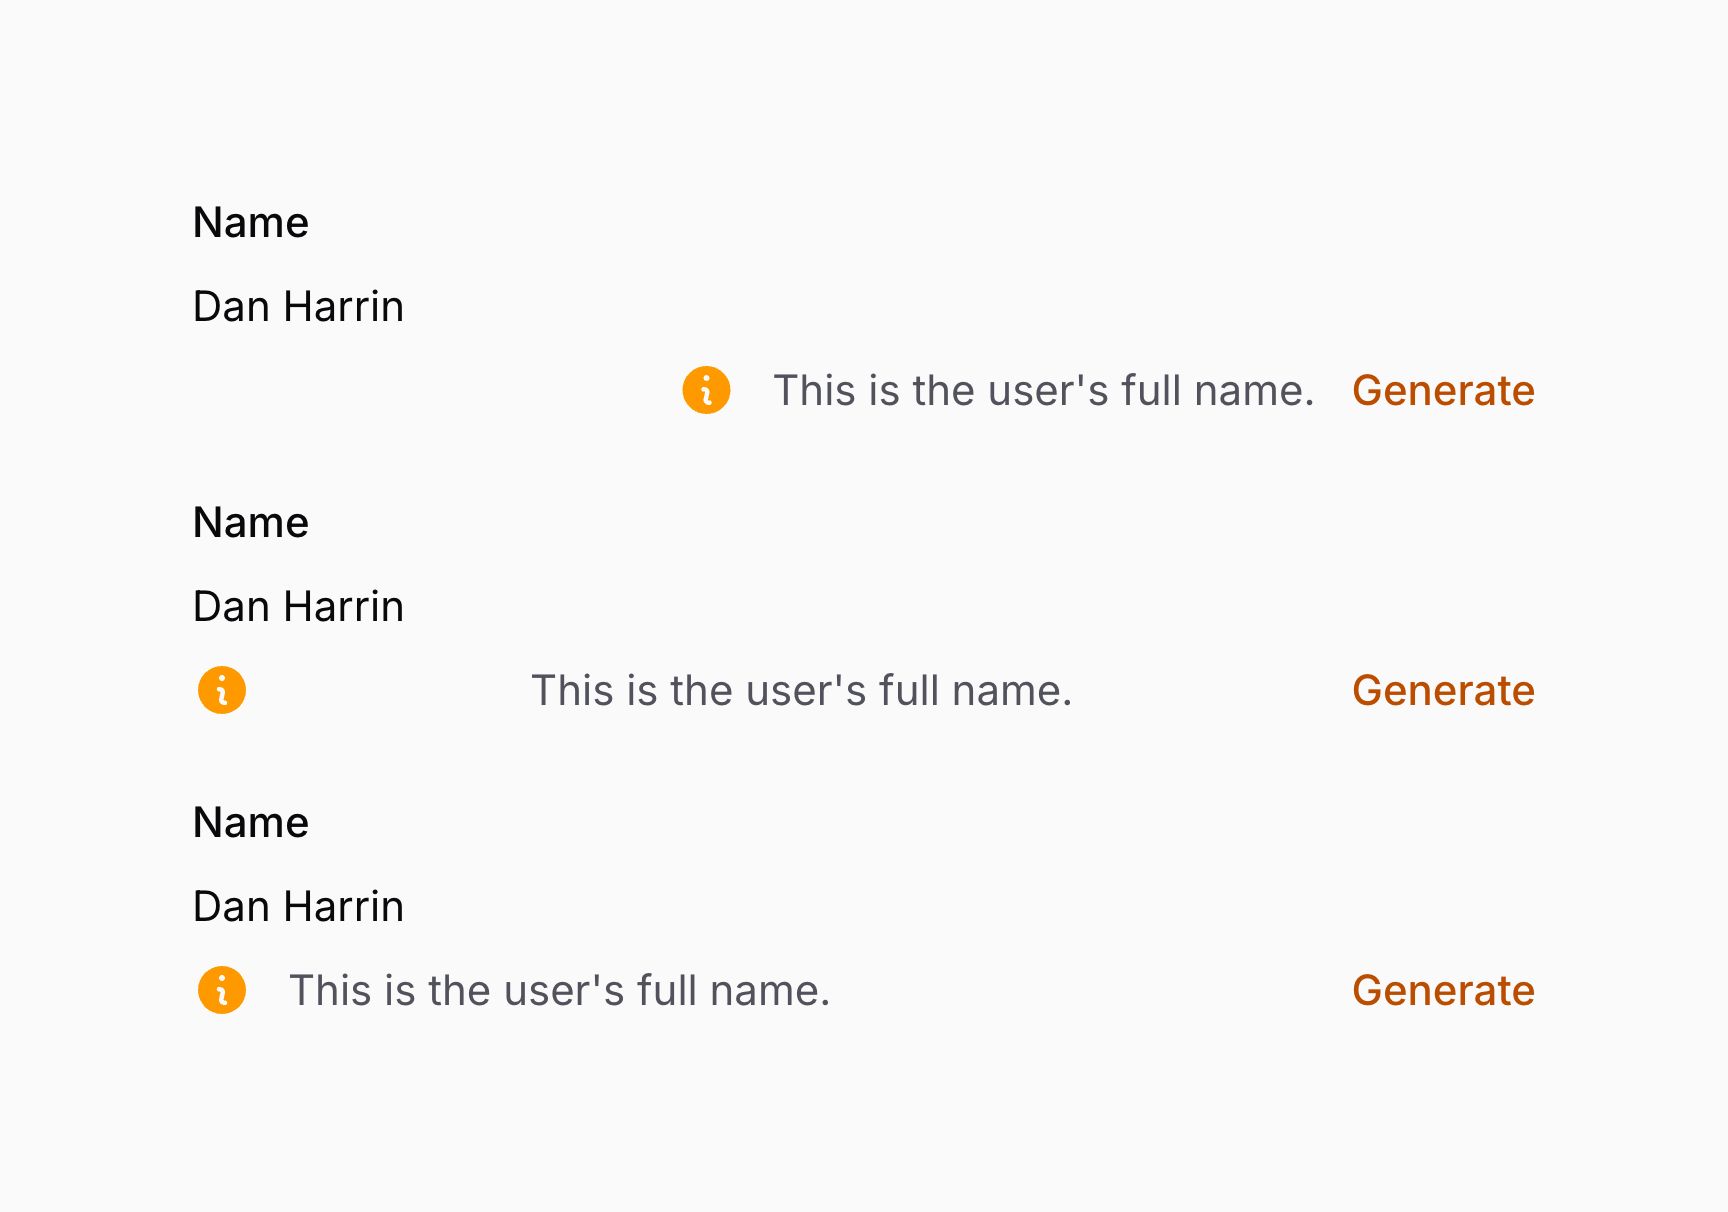 Name
Dan Harrin
This is the user's full name. Generate
Name
Dan Harrin
This is the user's full name. Generate
Name
Dan Harrin
This is the user's full name. Generate